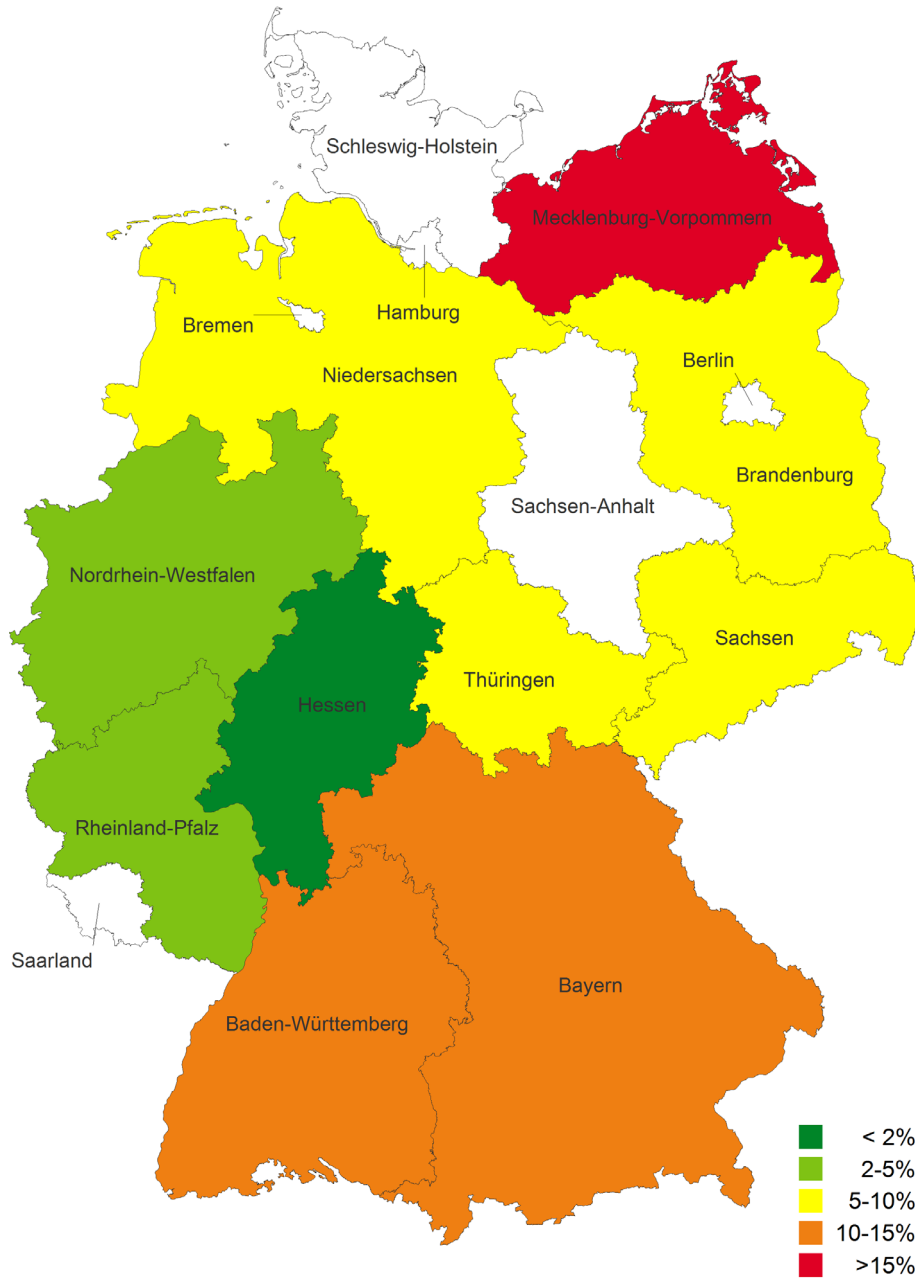 Schleswig-Holstein
Mecklenburg-Vorpommern
Hamburg
Bremen
Niedersachsen
Berlin
Brandenburg
Sachsen-Anhalt
Nordrhein-Westfalen
Sachsen
Thüringen
Hessen
Rheinland-Pfalz
Saarland
Bayern
Baden-Württemberg
< 2%
2-5%
5-10%
10-15%
>15%